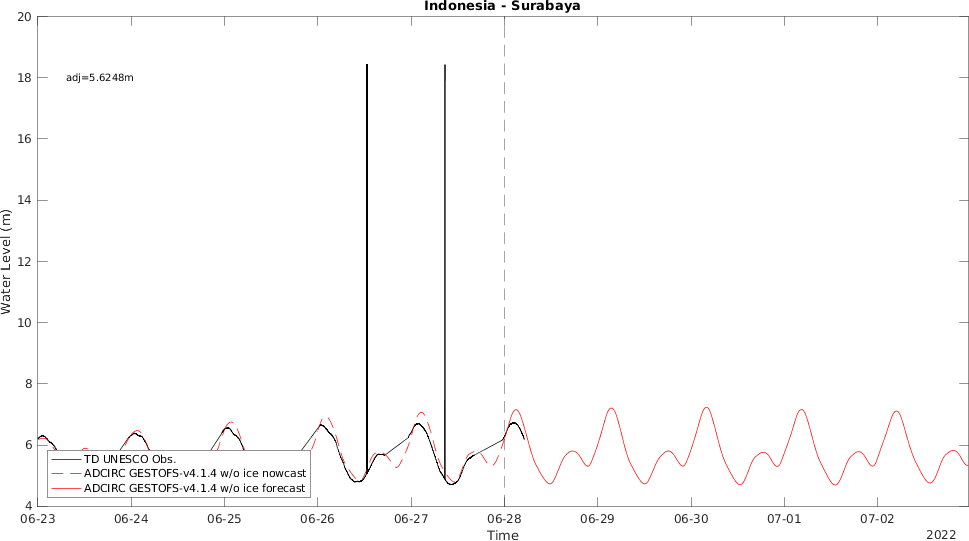 Indonesia - Surabaya
20
18
16
14
12
10
8
6
4
Water Level (m)
adj=5.6248m
TD UNESCO Obs.
ADCIRC GESTOFS-v4.1.4 w/o ice nowcast
ADCIRC GESTOFS-v4.1.4 w/o ice forecast
06-23 06-24 06-25 06-26 06-27 06-28 06-29 06-30 07-01 07-02
Time
2022